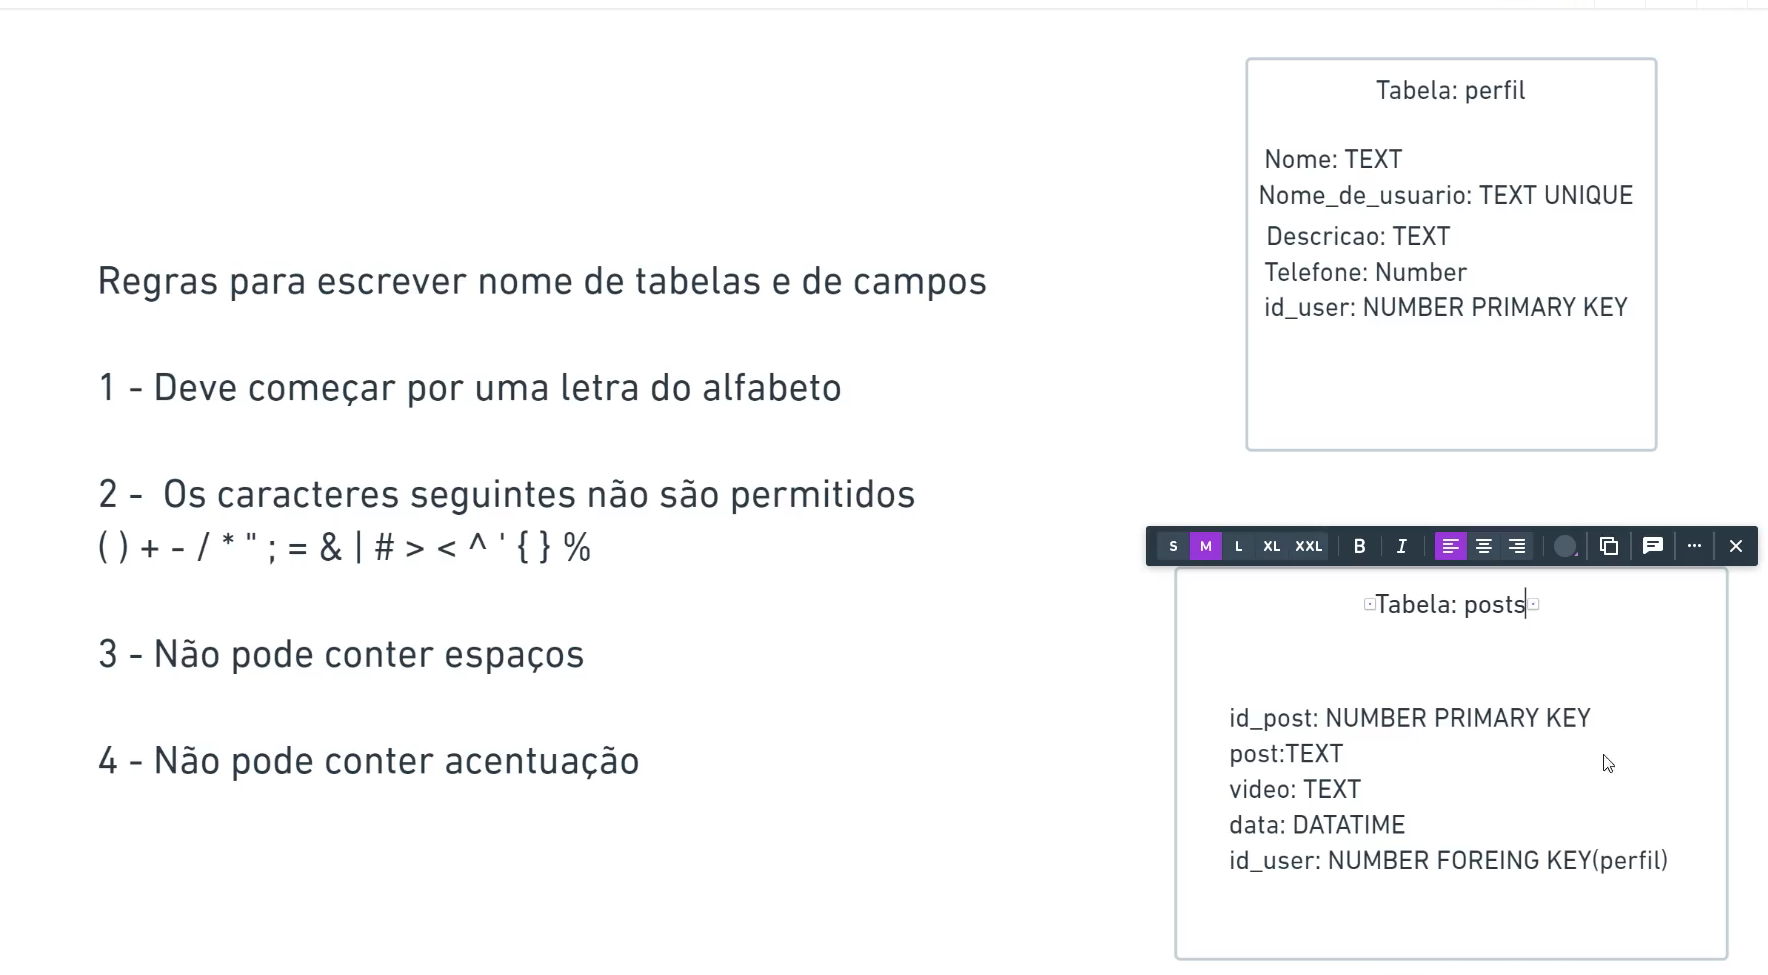 Regras para escrever nome de tabelas e de campos
1 - Deve começar por uma letra do alfabeto
2 -  Os caracteres seguintes não são permitidos
( ) + - / * " ; = & | # > < ^ ' { } %
3 - Não pode conter espaços
4 - Não pode conter acentuação
Tabela: perfil
Nome: TEXT
Nome_de_usuario: TEXT UNIQUE
Descricao: TEXT
Telefone: Number
id_user: NUMBER PRIMARY KEY
S M L XL XXL B I
Tabela: posts
id_post: NUMBER PRIMARY KEY
post:TEXT
video: TEXT
data: DATATIME
id_user: NUMBER FOREING KEY(perfil)